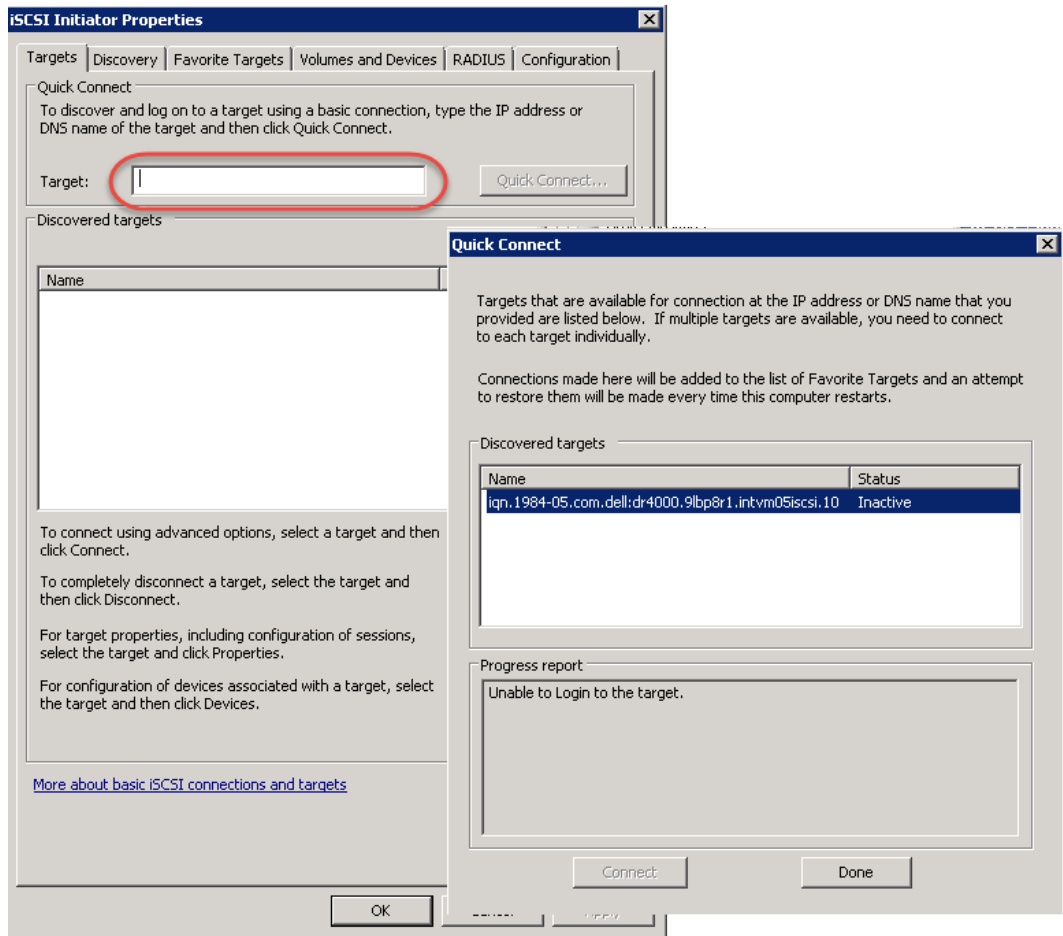 iSCSI Initiator Properties
Targets
Discovery
Favorite Targets
Volumes and Devices
RADIUS
Configuration
Quick Connect
To discover and log on to a target using a basic connection, type the IP address or
DNS name of the target and then click Quick Connect.
Target:
Quick Connect...
Discovered targets
Name
To connect using advanced options, select a target and then
click Connect.
To completely disconnect a target, select the target and
then click Disconnect.
For target properties, including configuration of sessions,
select the target and click Properties.
For configuration of devices associated with a target, select
the target and then click Devices.
More about basic iSCSI connections and targets
OK
Quick Connect
Targets that are available for connection at the IP address or DNS name that you
provided are listed below. If multiple targets are available, you need to connect
to each target individually.
Connections made here will be added to the list of Favorite Targets and an attempt
to restore them will be made every time this computer restarts.
Discovered targets
Name Status
iqn.1984-05.com.dell:dr4000.9lbp8r1.intvm05iscsi.10 Inactive
Progress report
Unable to Login to the target.
Connect
Done